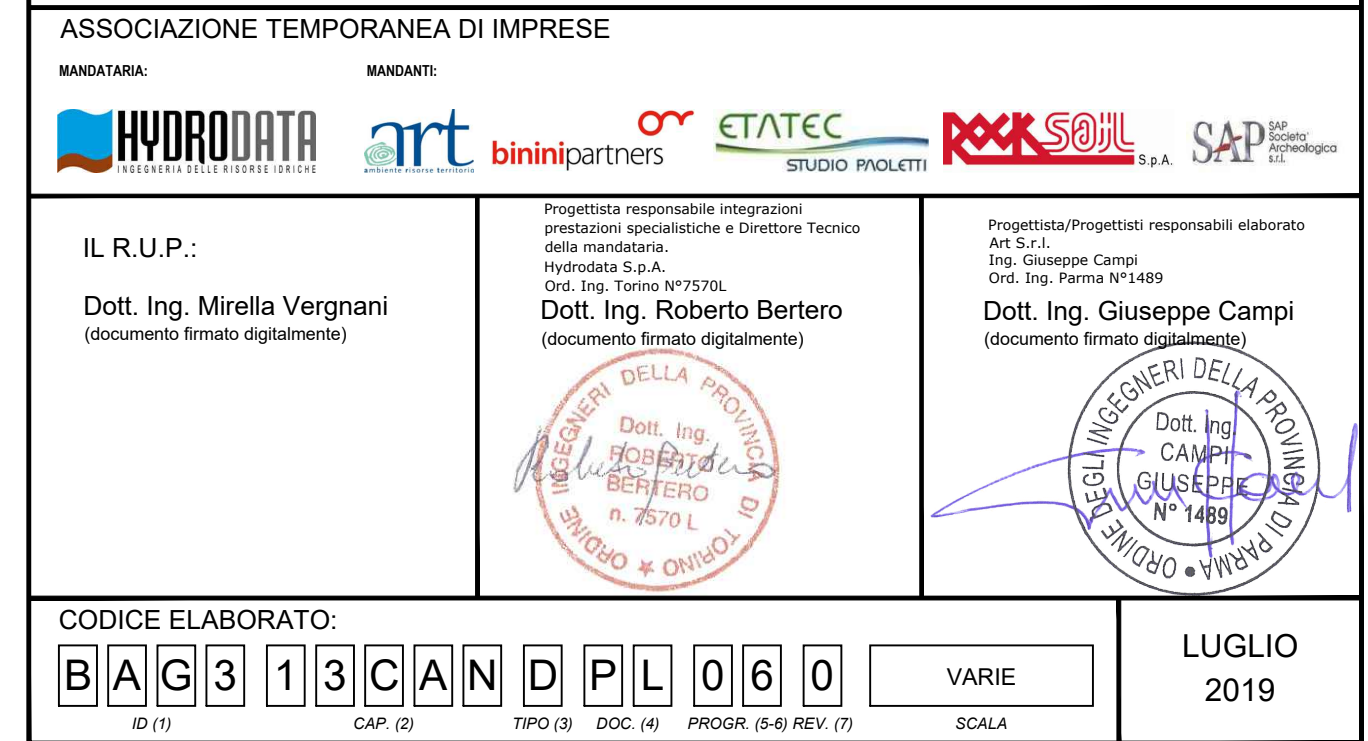 ASSOCIAZIONE TEMPORANEA DI IMPRESE
MANDATARIA:
MANDANTI:
HYDRODATA
INGEGNERIA DELLE RISORSE IDRICHE
art
ambiente risorse territorio
bininipartners
ETATEC
STUDIO PAOLETTI
ROCKSOIL
S.p.A.
SAP
SAP
Societa'
Archeologica
s.r.l.
IL R.U.P.:
Dott. Ing. Mirella Vergnani
(documento firmato digitalmente)
Progettista responsabile integrazioni
prestazioni specialistiche e Direttore Tecnico
della mandataria.
Hydrodata S.p.A.
Ord. Ing. Torino N°7570L
Dott. Ing. Roberto Bertero
(documento firmato digitalmente)
ORDINE INGEGNERI DELLA PROVINCIA DI TORINO
Dott. Ing.
ROBERTO
BERTERO
n. 7570 L
Progettista/Progettisti responsabili elaborato
Art S.r.l.
Ing. Giuseppe Campi
Ord. Ing. Parma N°1489
Dott. Ing. Giuseppe Campi
(documento firmato digitalmente)
ORDINE DEGLI INGEGNERI DELLA PROVINCIA DI PARMA
Dott. Ing.
CAMPI
GIUSEPPE
N° 1489
CODICE ELABORATO:
B A G 3 1 3 C A N D P L 0 6 0
VARIE
ID (1) CAP. (2) TIPO (3) DOC. (4) PROGR. (5-6) REV. (7) SCALA
LUGLIO
2019